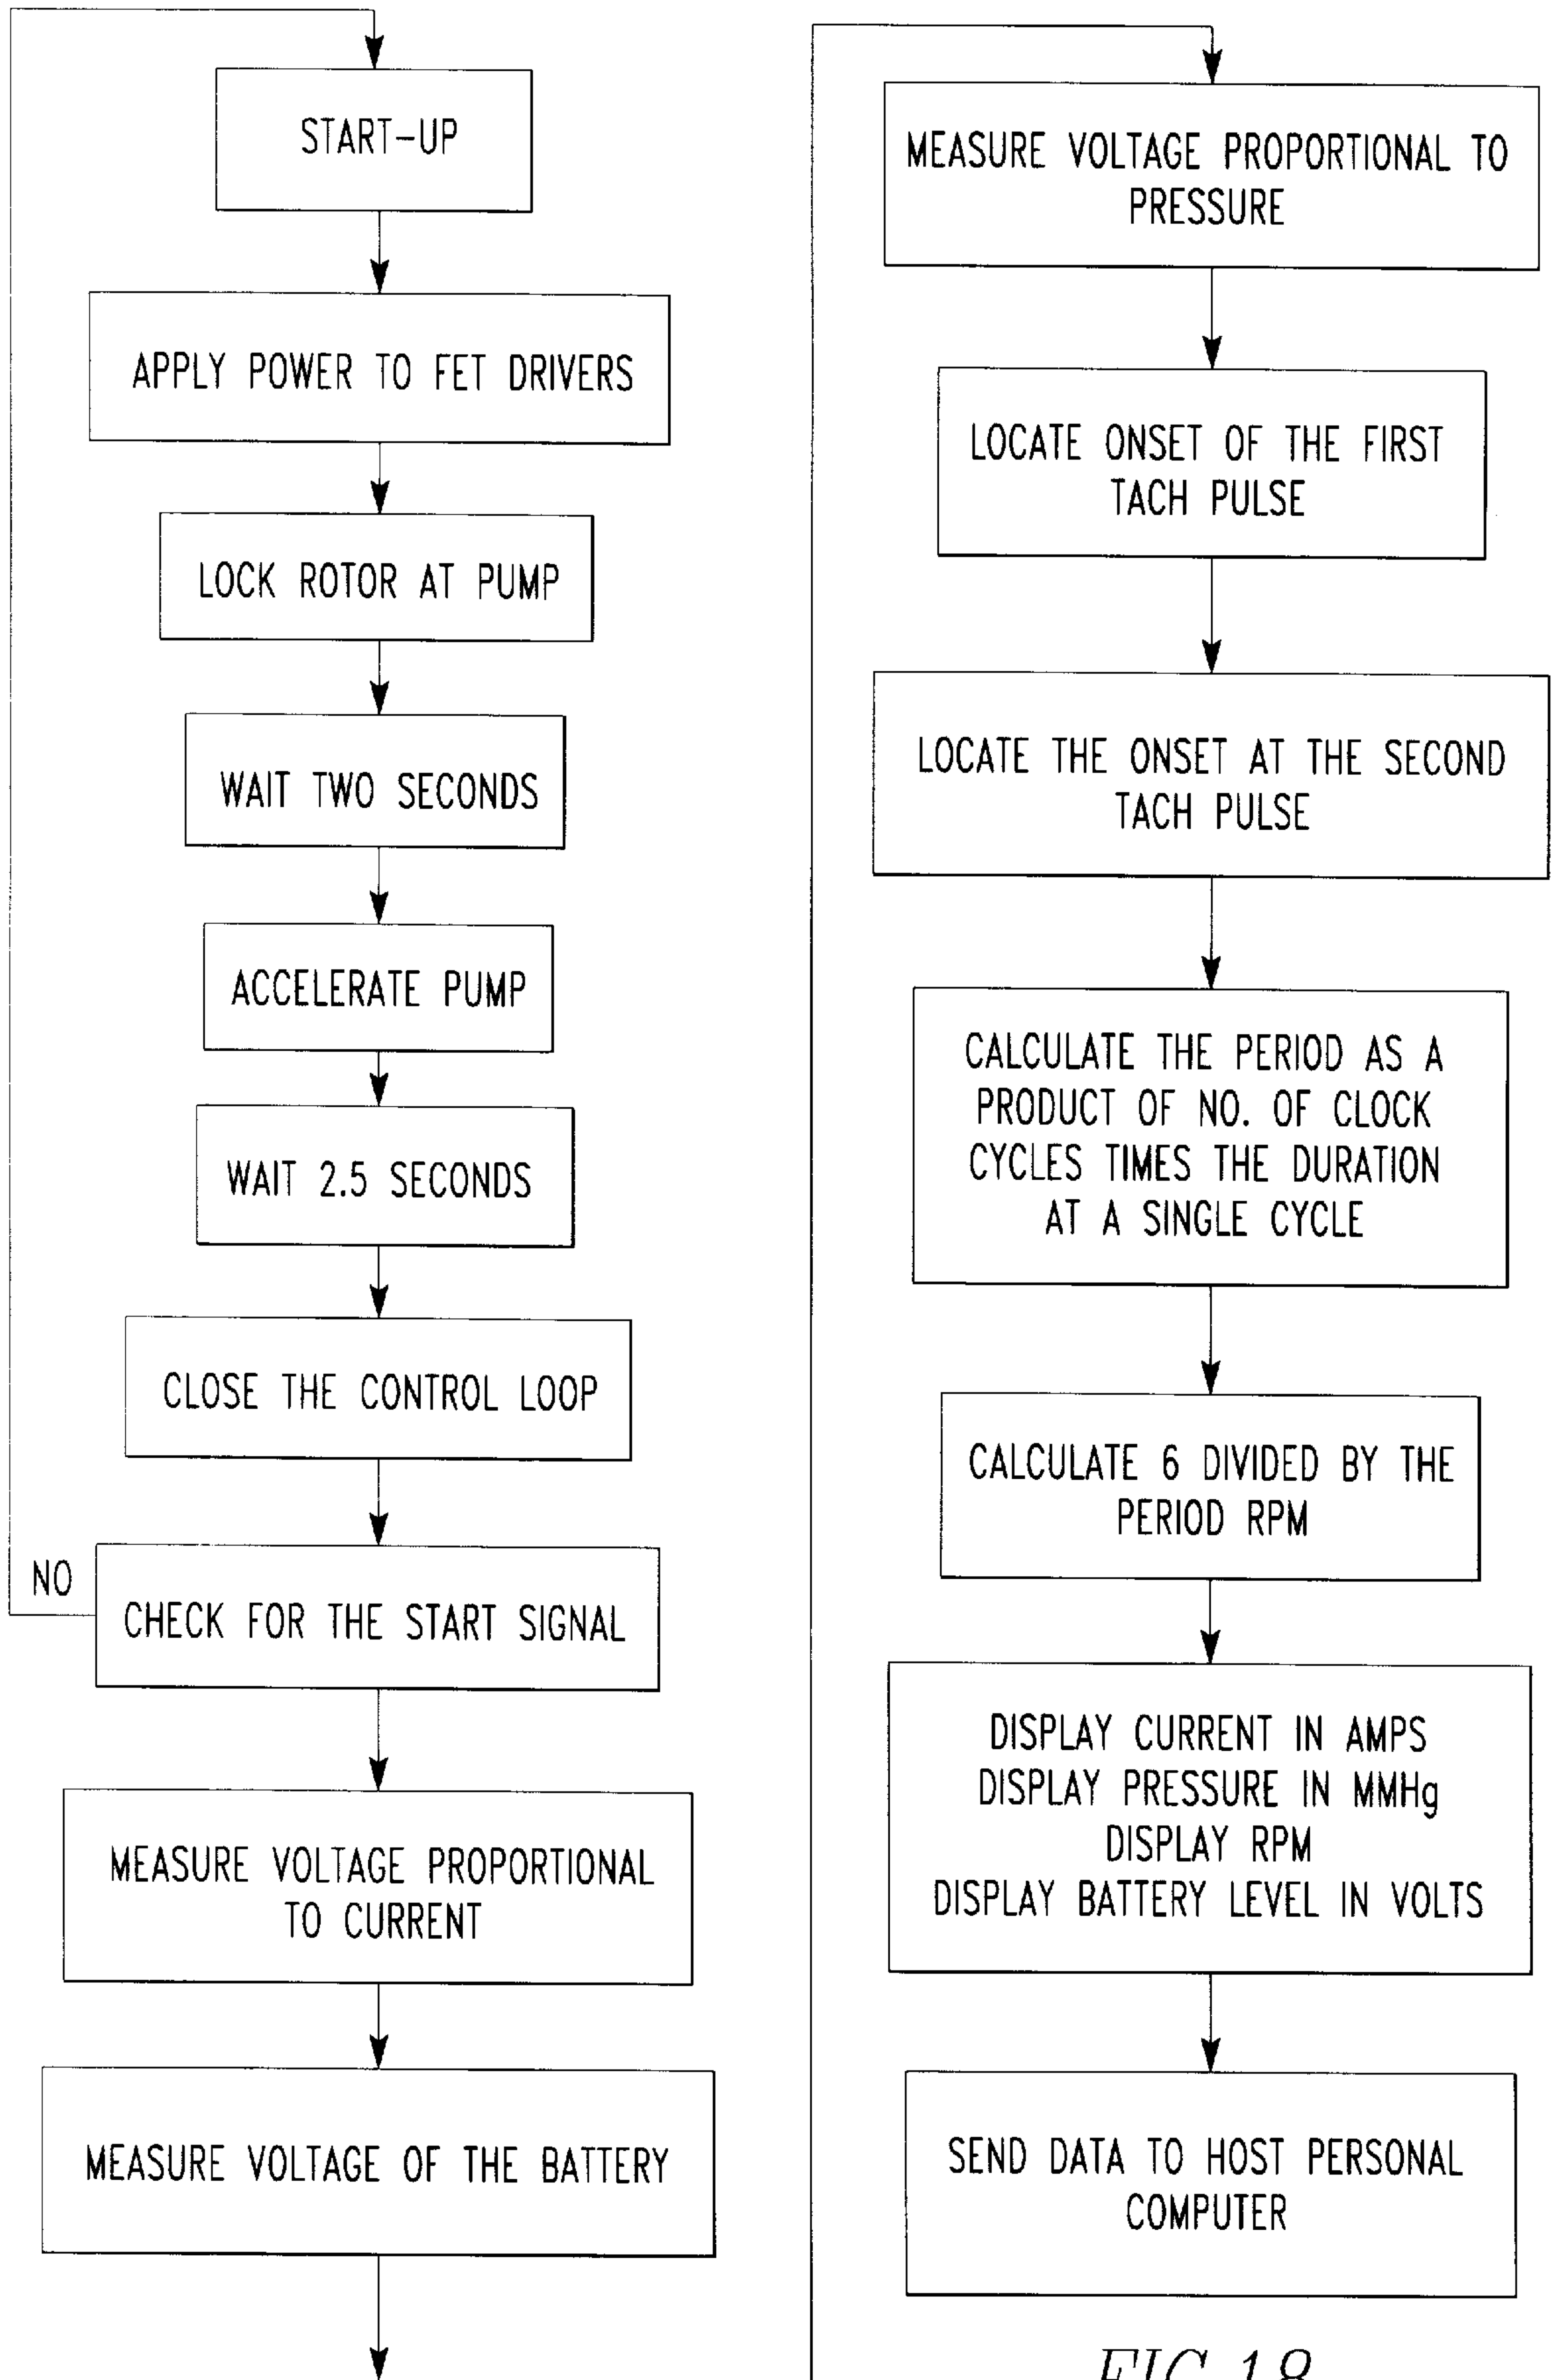 START-UP
APPLY POWER TO FET DRIVERS
LOCK ROTOR AT PUMP
WAIT TWO SECONDS
ACCELERATE PUMP
WAIT 2.5 SECONDS
CLOSE THE CONTROL LOOP
NO
CHECK FOR THE START SIGNAL
MEASURE VOLTAGE PROPORTIONAL
TO CURRENT
MEASURE VOLTAGE OF THE BATTERY
MEASURE VOLTAGE PROPORTIONAL TO
PRESSURE
LOCATE ONSET OF THE FIRST
TACH PULSE
LOCATE THE ONSET AT THE SECOND
TACH PULSE
CALCULATE THE PERIOD AS A
PRODUCT OF NO. OF CLOCK
CYCLES TIMES THE DURATION
AT A SINGLE CYCLE
CALCULATE 6 DIVIDED BY THE
PERIOD RPM
DISPLAY CURRENT IN AMPS
DISPLAY PRESSURE IN MMHg
DISPLAY RPM
DISPLAY BATTERY LEVEL IN VOLTS
SEND DATA TO HOST PERSONAL
COMPUTER
FIG. 18